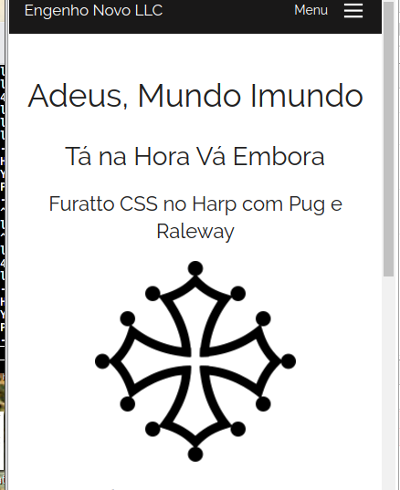 Engenho Novo LLC
Menu
Adeus, Mundo Imundo
Tá na Hora Vá Embora
Furatto CSS no Harp com Pug e
Raleway